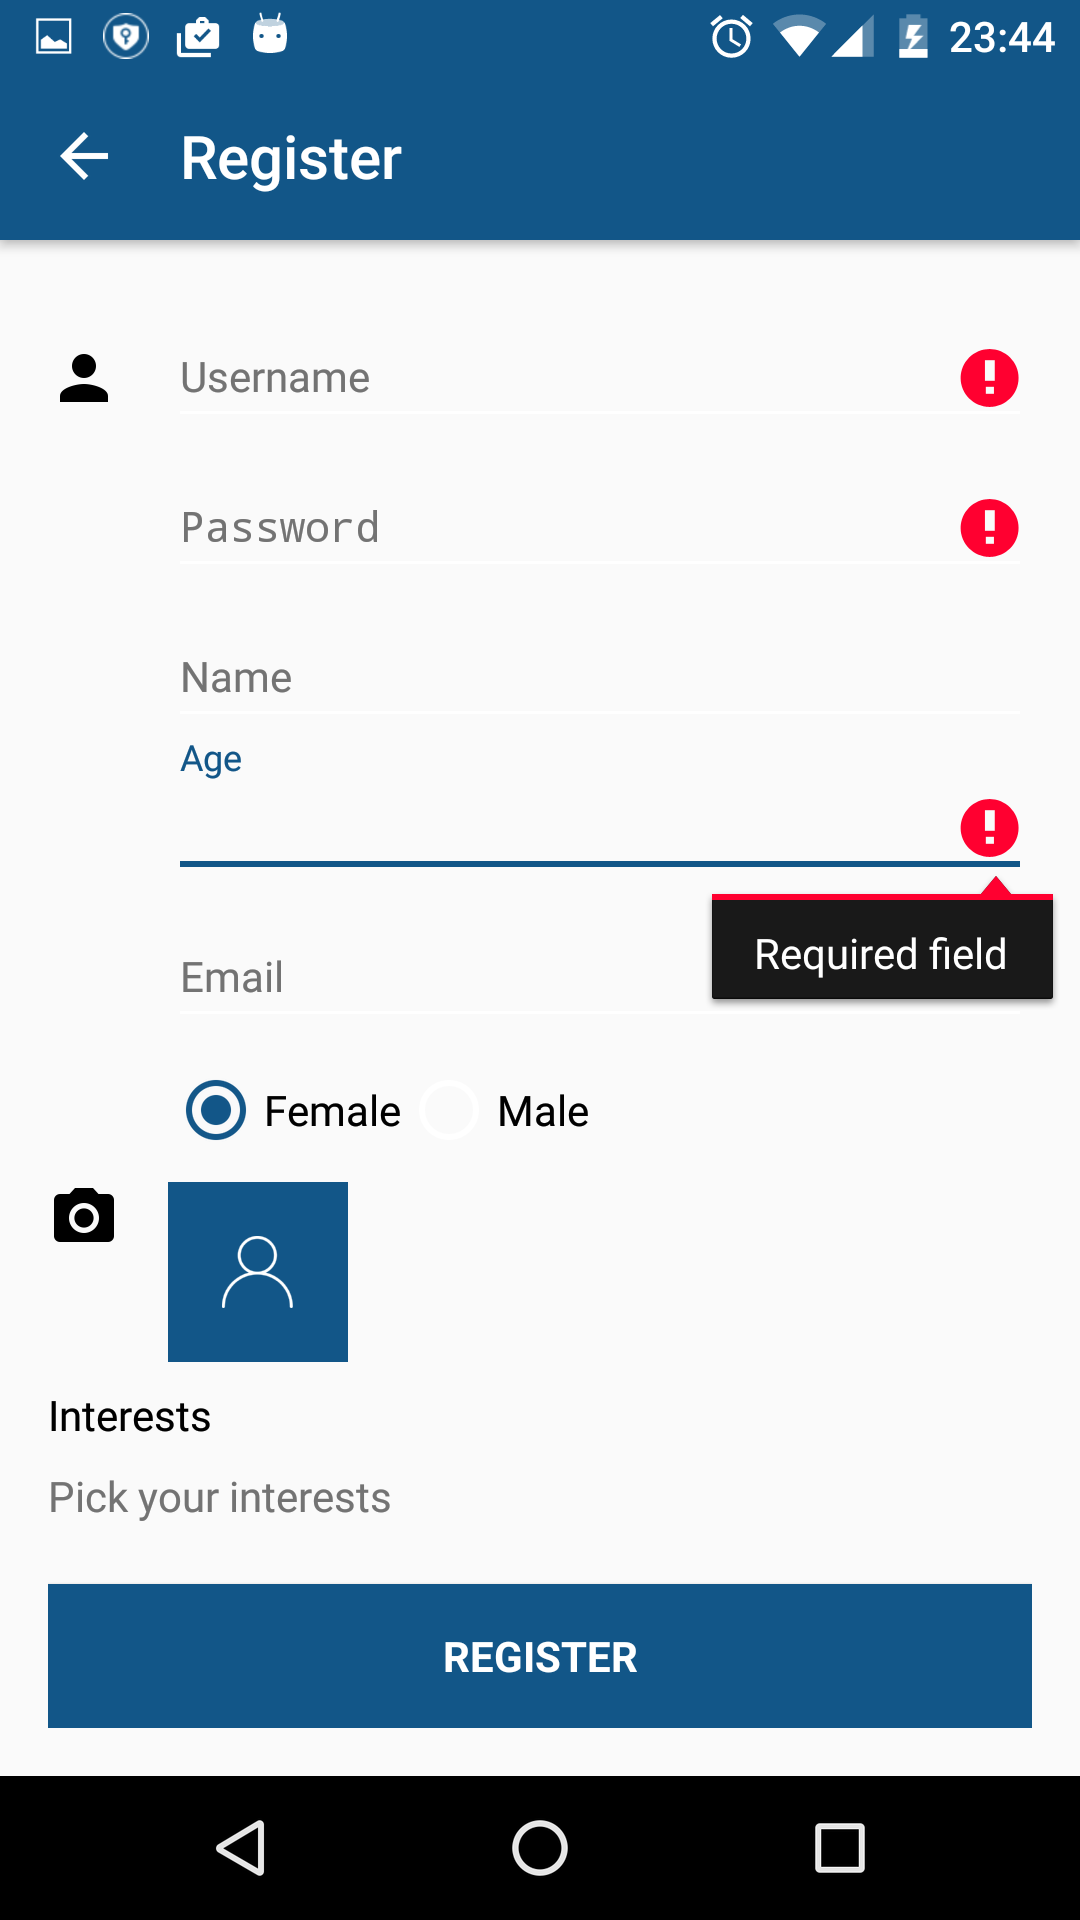 23:44
Register
Username
Password
Name
Age
Required field
Email
Female Male
Interests
Pick your interests
REGISTER